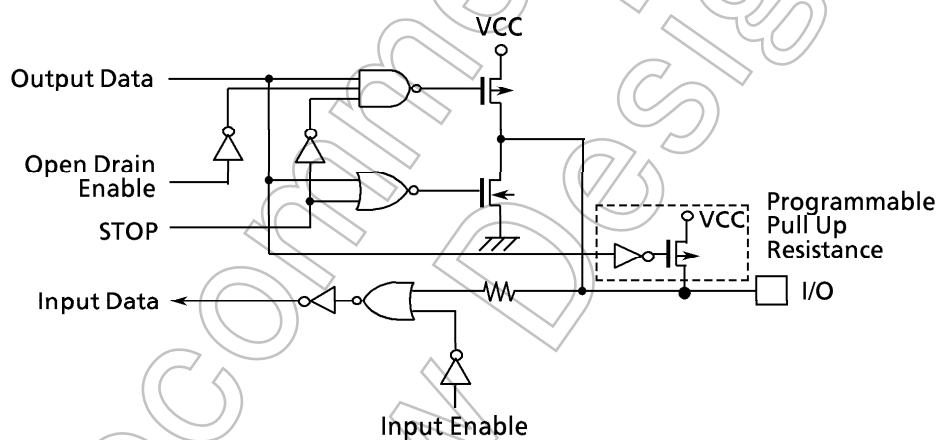 VCC
Output Data
Open Drain
Enable
STOP
Programmable
Pull Up
Resistance
VCC
Input Data
I/O
Input Enable